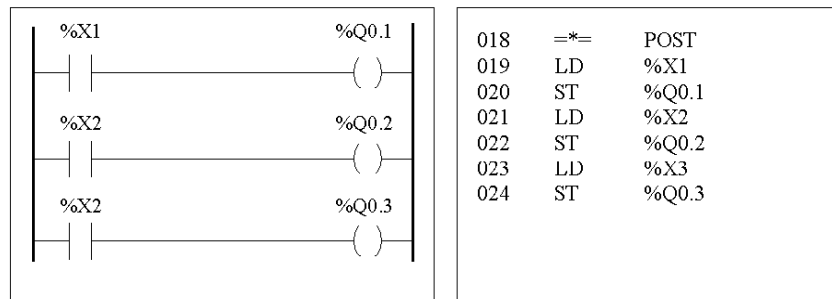 %X1 %Q0.1
%X2 %Q0.2
%X2 %Q0.3
018 =*= POST
019 LD %X1
020 ST %Q0.1
021 LD %X2
022 ST %Q0.2
023 LD %X3
024 ST %Q0.3